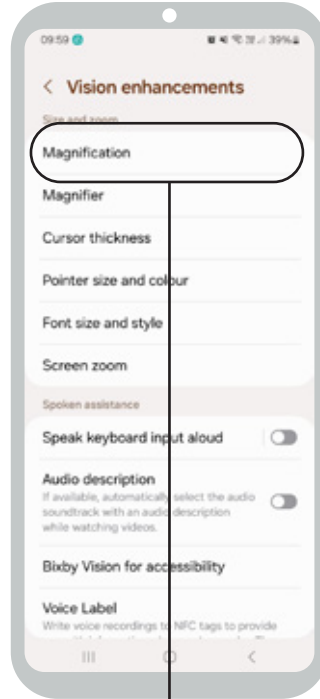 09:59 39%
< Vision enhancements
Size and zoom
Magnification
Magnifier
Cursor thickness
Pointer size and colour
Font size and style
Screen zoom
Spoken assistance
Speak keyboard input aloud
Audio description
If available, automatically select the audio
soundtrack with an audio description
while watching videos.
Bixby Vision for accessibility
Voice Label
Write voice recordings to NFC tags to provide